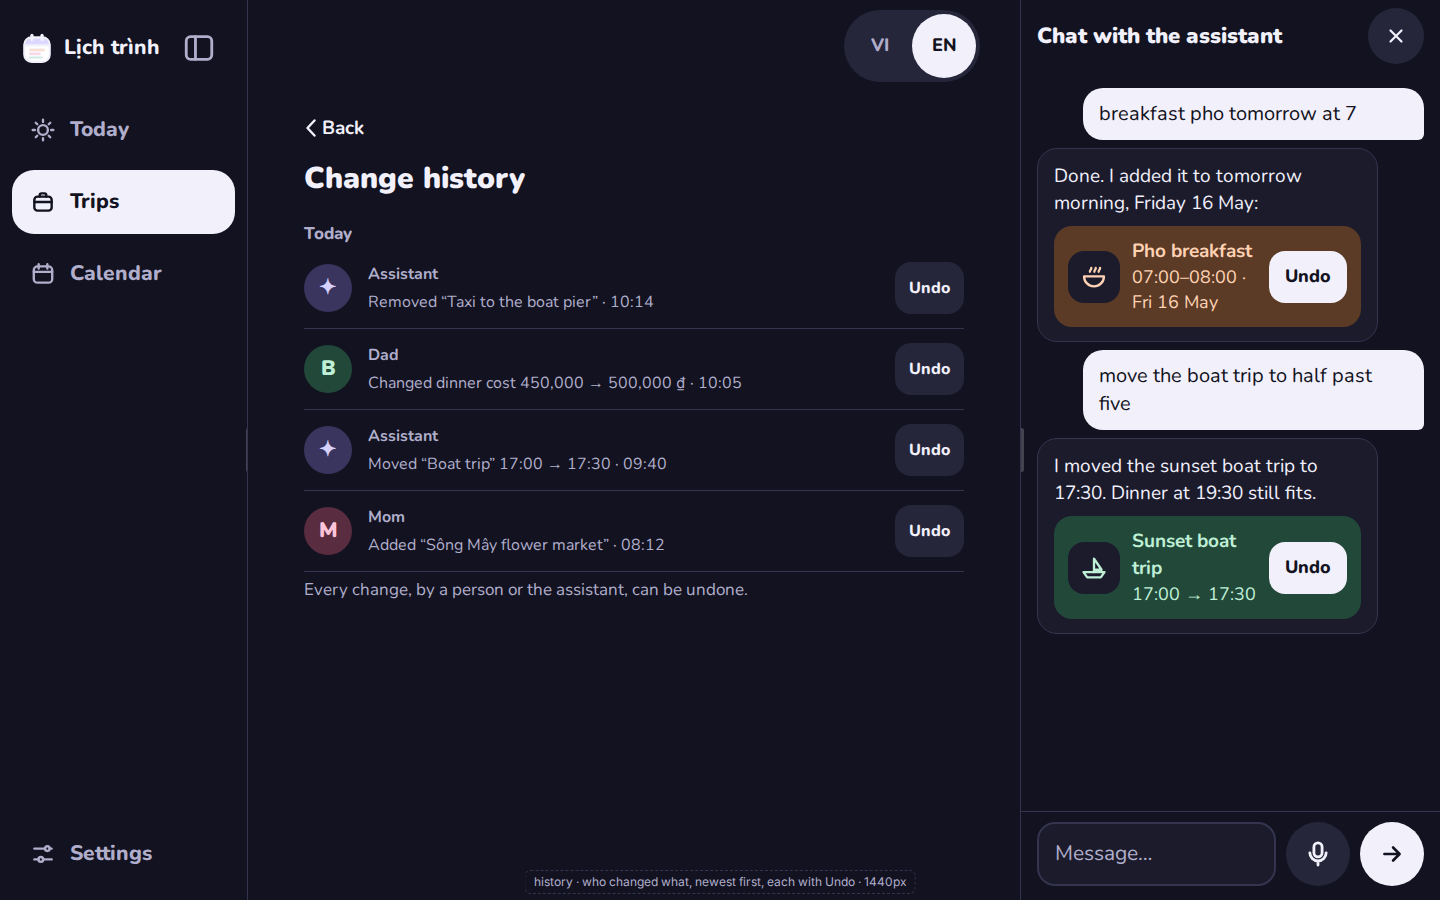 Lịch trình
Today
Trips
Calendar
Settings
VI
EN
Back
Change history
Today
Assistant
Removed “Taxi to the boat pier” · 10:14
Undo
B
Dad
Changed dinner cost 450,000 → 500,000 ₫ · 10:05
Undo
Assistant
Moved “Boat trip” 17:00 → 17:30 · 09:40
Undo
M
Mom
Added “Sông Mây flower market” · 08:12
Undo
Every change, by a person or the assistant, can be undone.
history · who changed what, newest first, each with Undo · 1440px
Chat with the assistant
breakfast pho tomorrow at 7
Done. I added it to tomorrow
morning, Friday 16 May:
Pho breakfast
07:00–08:00 ·
Fri 16 May
Undo
move the boat trip to half past
five
I moved the sunset boat trip to
17:30. Dinner at 19:30 still fits.
Sunset boat
trip
17:00 → 17:30
Undo
Message...